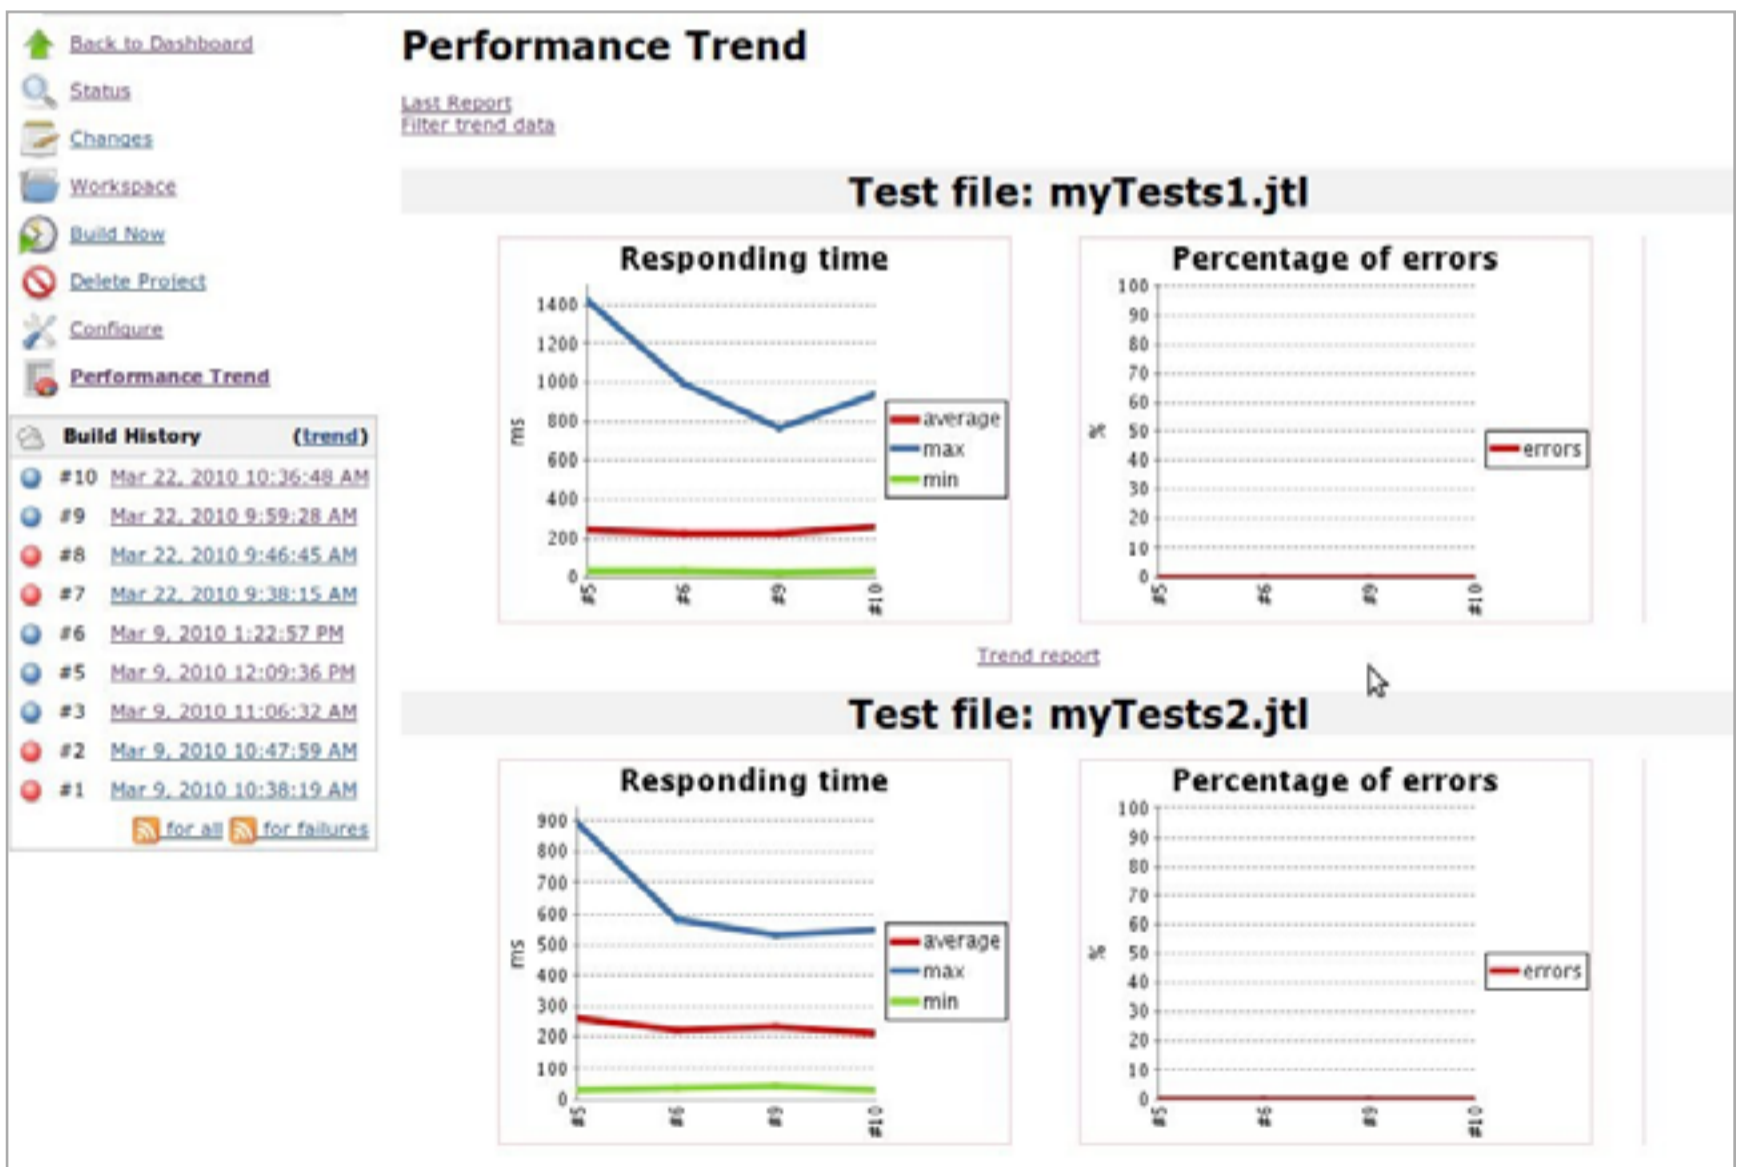 Back to Dashboard
Status
Changes
Workspace
Build Now
Delete Project
Configure
Performance Trend
Build History (trend)
#10 Mar 22, 2010 10:36:48 AM
#9 Mar 22, 2010 9:59:28 AM
#8 Mar 22, 2010 9:46:45 AM
#7 Mar 22, 2010 9:38:15 AM
#6 Mar 9, 2010 1:22:57 PM
#5 Mar 9, 2010 12:09:36 PM
#3 Mar 9, 2010 11:06:32 AM
#2 Mar 9, 2010 10:47:59 AM
#1 Mar 9, 2010 10:38:19 AM
for all for failures
Performance Trend
Last Report
Filter trend data
Test file: myTests1.jtl
Responding time
1400
1200
1000
800
600
400
200
0
ms
#5 #6 #9 #10
average
max
min
Percentage of errors
100
90
80
70
60
50
40
30
20
10
0
%
#5 #6 #9 #10
errors
Trend report
Test file: myTests2.jtl
Responding time
900
800
700
600
500
400
300
200
100
0
ms
#5 #6 #9 #10
average
max
min
Percentage of errors
100
90
80
70
60
50
40
30
20
10
0
%
#5 #6 #9 #10
errors